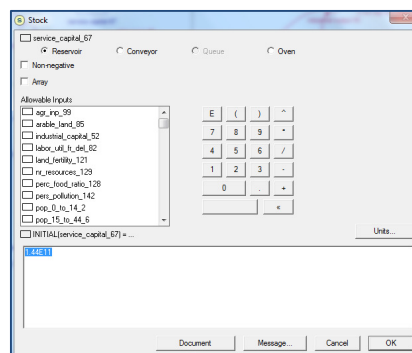 Stock
service_capital_67
Reservoir Conveyor Queue Oven
Non-negative
Array
Allowable Inputs
agr_inp_99
arable_land_85
industrial_capital_52
labor_util_fr_del_82
land_fertility_121
nr_resources_129
perc_food_ratio_128
pers_pollution_142
pop_0_to_14_2
pop_15_to_44_6
E ( ) ^
7 8 9 *
4 5 6 /
1 2 3 -
0 . +
«
Units...
INITIAL(service_capital_67) = ...
1.44E11
Document Message... Cancel OK